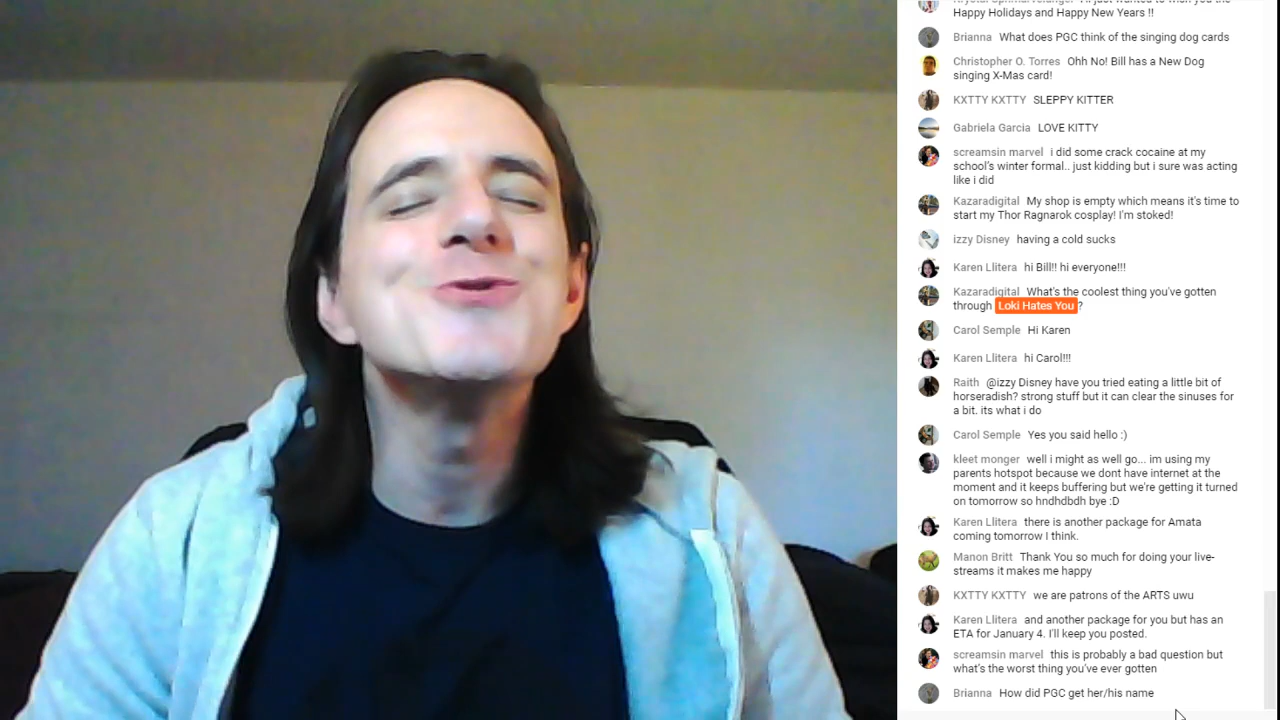 Happy Holidays and Happy New Years !!
Brianna What does PGC think of the singing dog cards
Christopher O. Torres Ohh No! Bill has a New Dog
singing X-Mas card!
KXTTY KXTTY SLEPPY KITTER
Gabriela Garcia LOVE KITTY
screamsin marvel i did some crack cocaine at my
school's winter formal.. just kidding but i sure was acting
like i did
Kazaradigital My shop is empty which means it's time to
start my Thor Ragnarok cosplay! I'm stoked!
izzy Disney having a cold sucks
Karen Llitera hi Bill!! hi everyone!!!
Kazaradigital What's the coolest thing you've gotten
through Loki Hates You ?
Carol Semple Hi Karen
Karen Llitera hi Carol!!!
Raith @izzy Disney have you tried eating a little bit of
horseradish? strong stuff but it can clear the sinuses for
a bit. its what i do
Carol Semple Yes you said hello :)
kleet monger well i might as well go... im using my
parents hotspot because we dont have internet at the
moment and it keeps buffering but we're getting it turned
on tomorrow so hndhdbdh bye :D
Karen Llitera there is another package for Amata
coming tomorrow I think.
Manon Britt Thank You so much for doing your live-
streams it makes me happy
KXTTY KXTTY we are patrons of the ARTS uwu
Karen Llitera and another package for you but has an
ETA for January 4. I'll keep you posted.
screamsin marvel this is probably a bad question but
what's the worst thing you've ever gotten
Brianna How did PGC get her/his name